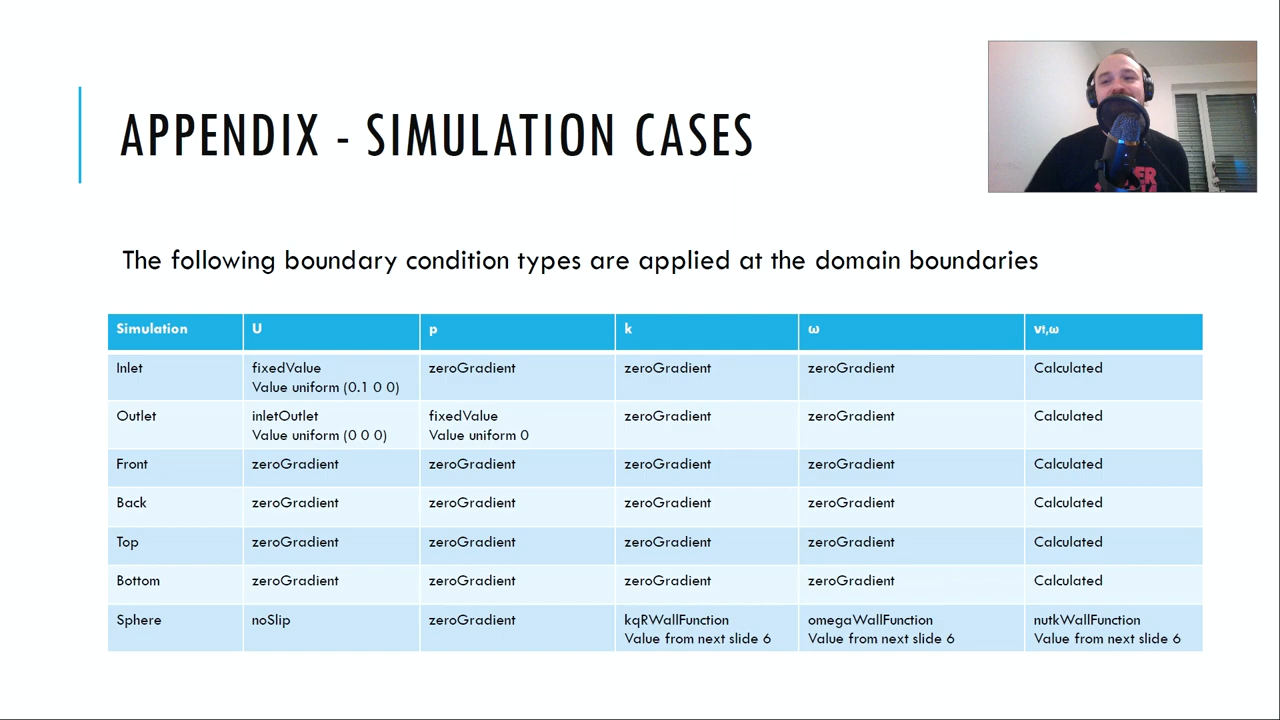 APPENDIX - SIMULATION CASES
The following boundary condition types are applied at the domain boundaries
Simulation U p k ω νt,ω
Inlet fixedValue zeroGradient zeroGradient zeroGradient Calculated
Value uniform (0.1 0 0)
Outlet inletOutlet fixedValue zeroGradient zeroGradient Calculated
Value uniform (0 0 0) Value uniform 0
Front zeroGradient zeroGradient zeroGradient zeroGradient Calculated
Back zeroGradient zeroGradient zeroGradient zeroGradient Calculated
Top zeroGradient zeroGradient zeroGradient zeroGradient Calculated
Bottom zeroGradient zeroGradient zeroGradient zeroGradient Calculated
Sphere noSlip zeroGradient kqRWallFunction omegaWallFunction nutkWallFunction
Value from next slide 6 Value from next slide 6 Value from next slide 6